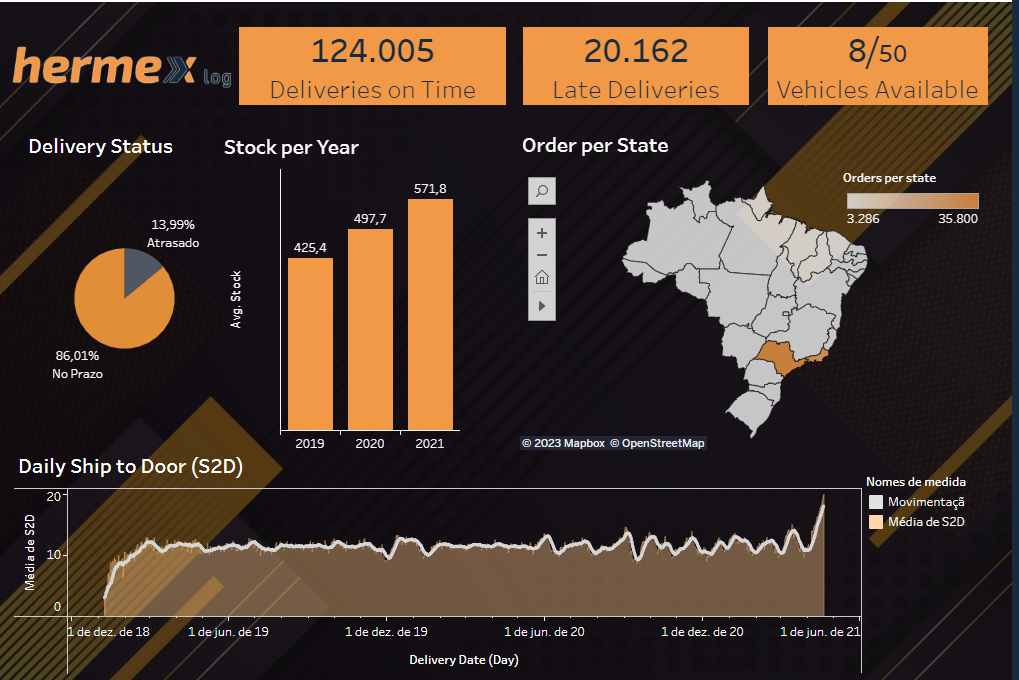 hermex log
124.005
Deliveries on Time
20.162
Late Deliveries
8/50
Vehicles Available
Delivery Status
13,99%
Atrasado
86,01%
No Prazo
Stock per Year
Avg. Stock
425,4
497,7
571,8
2019
2020
2021
Order per State
Orders per state
3.286
35.800
© 2023 Mapbox © OpenStreetMap
Daily Ship to Door (S2D)
Média de S2D
20
10
0
1 de dez. de 18
1 de jun. de 19
1 de dez. de 19
1 de jun. de 20
1 de dez. de 20
1 de jun. de 21
Delivery Date (Day)
Nomes de medida
Movimentaçã
Média de S2D